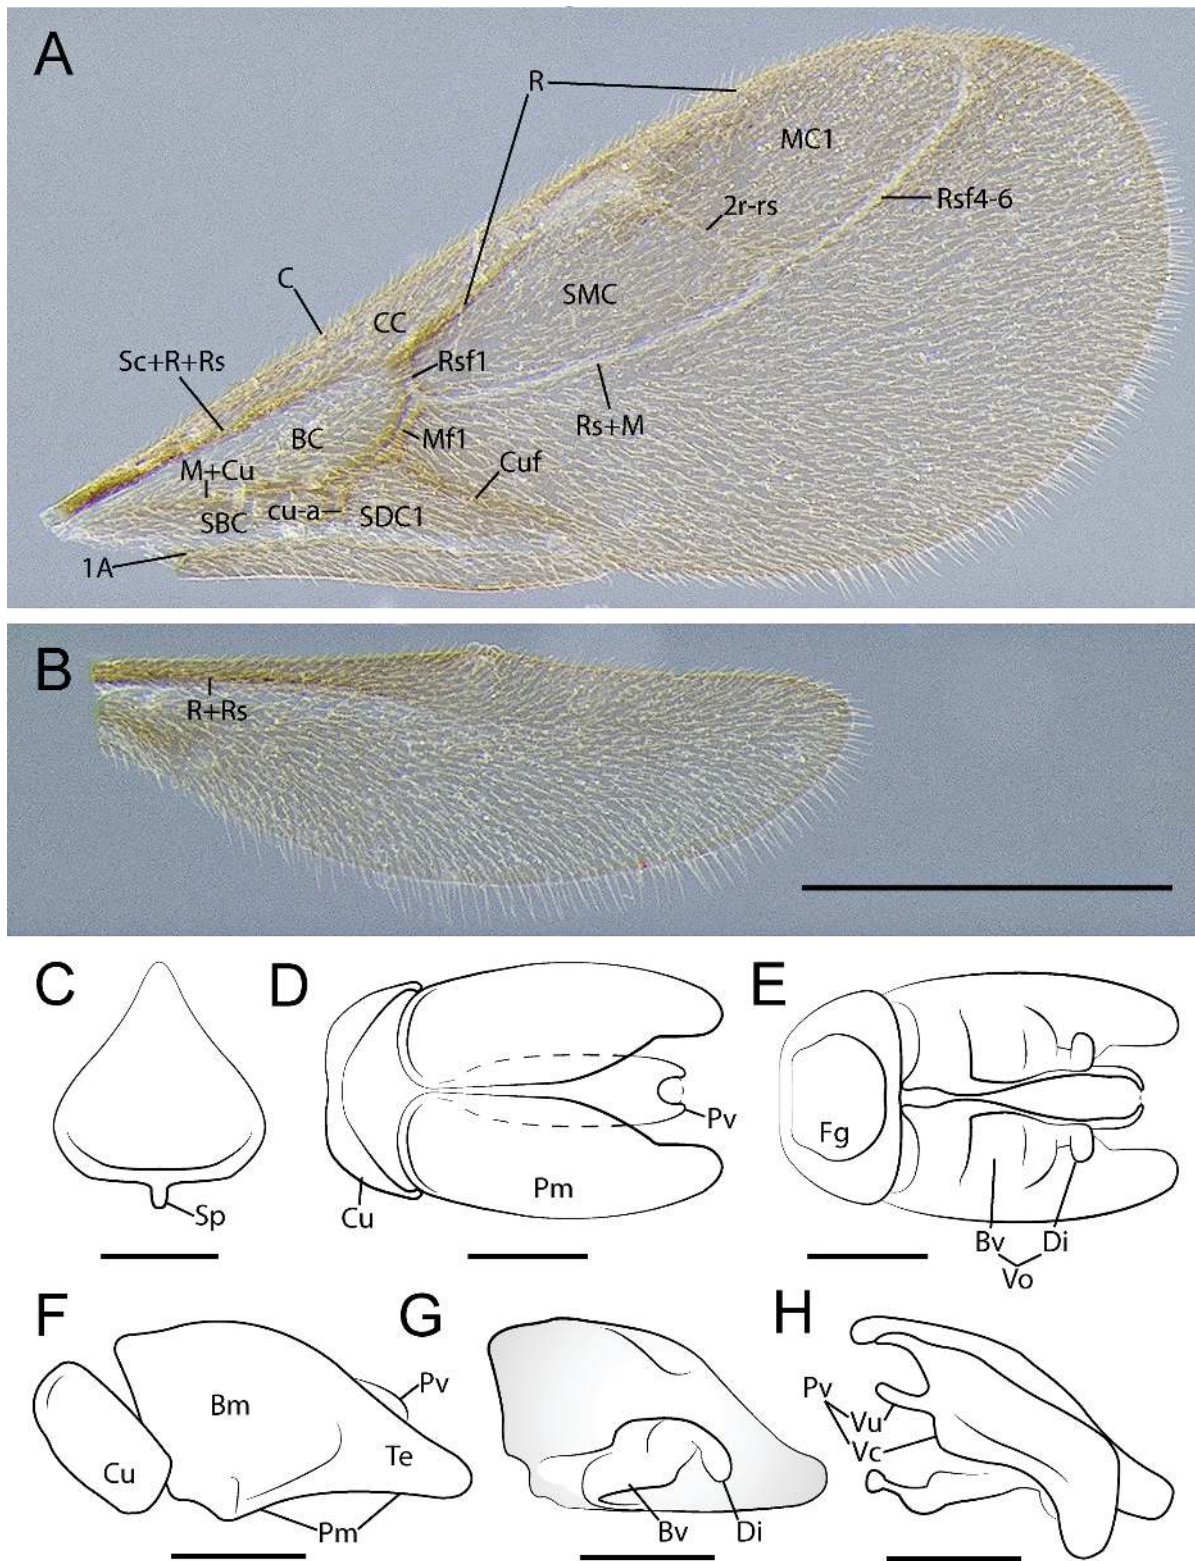 A
R
MC1
2r-rs
Rsf4-6
C
SMC
CC
Sc+R+Rs
Rsf1
Rs+M
BC
Mf1
M+Cu
Cuf
SBC
cu-a
SDC1
1A
B
R+Rs
C
D
E
Pv
Fg
Pm
Sp
Cu
Bv
Di
Vo
F
G
H
Pv
Pv
Bm
Vu
Te
Vc
Cu
Pm
Bv
Di